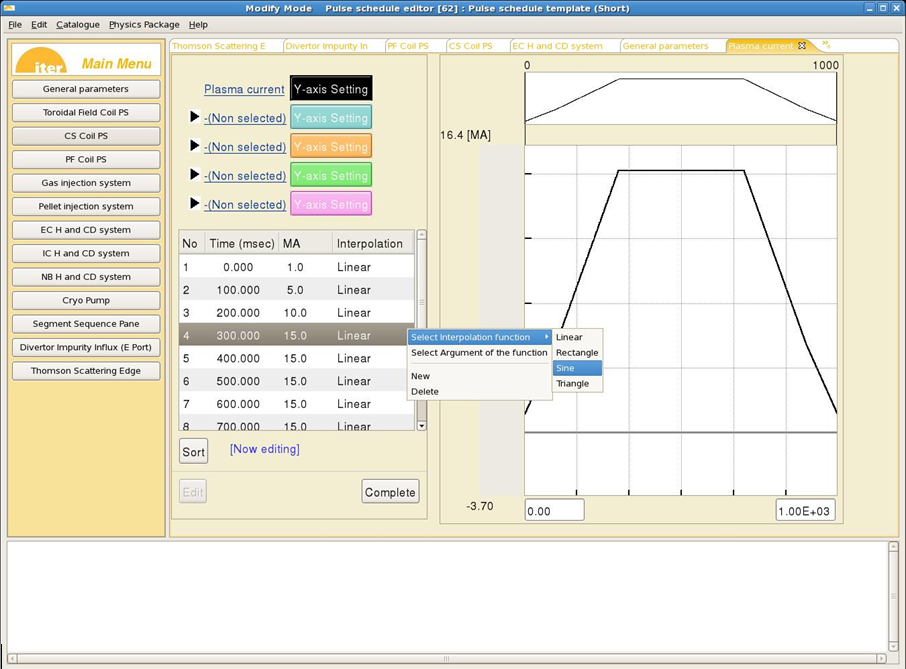 Modify Mode Pulse schedule editor [62] : Pulse schedule template (Short)
File Edit Catalogue Physics Package Help
iter Main Menu
General parameters
Toroidal Field Coil PS
CS Coil PS
PF Coil PS
Gas injection system
Pellet injection system
EC H and CD system
IC H and CD system
NB H and CD system
Cryo Pump
Segment Sequence Pane
Divertor Impurity Influx (E Port)
Thomson Scattering Edge
Thomson Scattering E Divertor Impurity In PF Coil PS CS Coil PS EC H and CD system General parameters Plasma current
Plasma current Y-axis Setting
-(Non selected) Y-axis Setting
-(Non selected) Y-axis Setting
-(Non selected) Y-axis Setting
-(Non selected) Y-axis Setting
No Time (msec) MA Interpolation
1 0.000 1.0 Linear
2 100.000 5.0 Linear
3 200.000 10.0 Linear
4 300.000 15.0 Linear
5 400.000 15.0 Linear
6 500.000 15.0 Linear
7 600.000 15.0 Linear
8 700.000 15.0 Linear
Select Interpolation function
Select Argument of the function
New
Delete
Linear
Rectangle
Sine
Triangle
Sort [Now editing]
Edit Complete
0 1000
16.4 [MA]
-3.70
0.00 1.00E+03